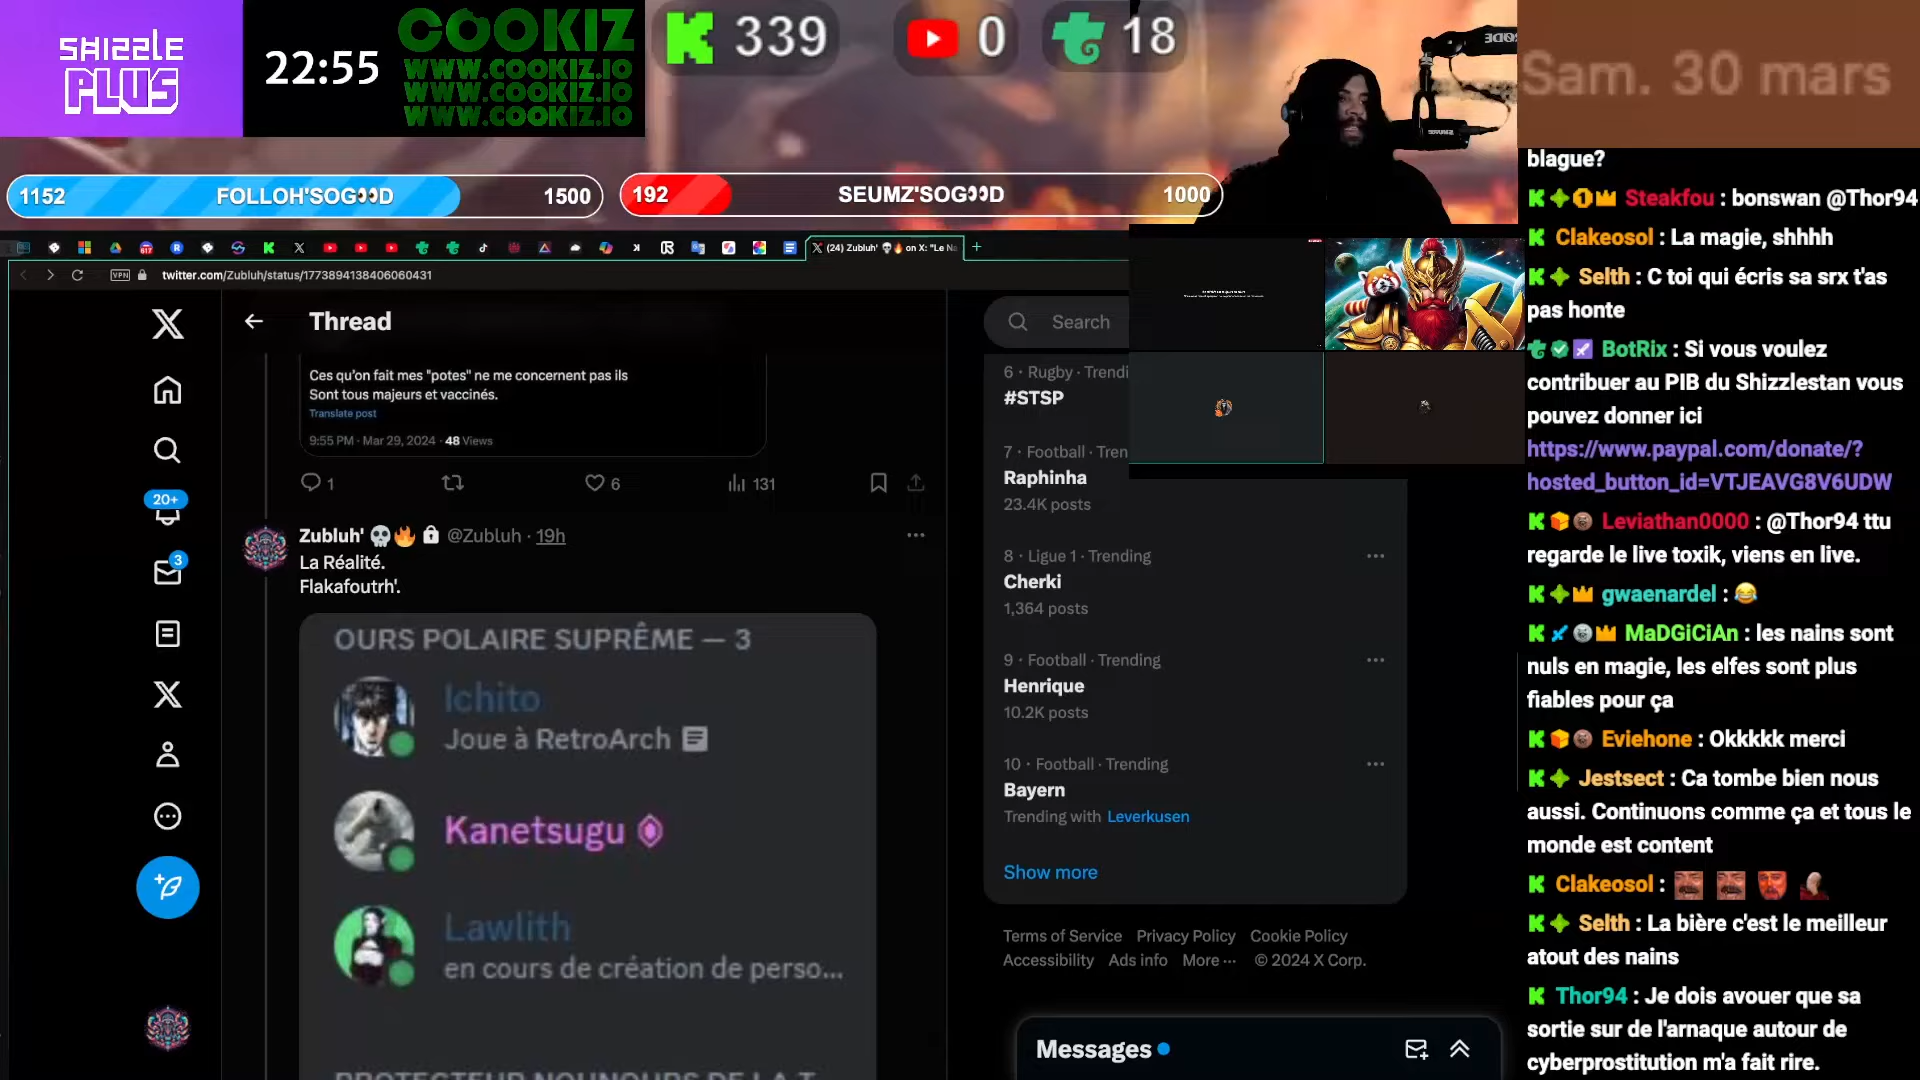 SHIZZLE
PLUS
22:55
COOKIZ
WWW.COOKIZ.IO
WWW.COOKIZ.IO
WWW.COOKIZ.IO
339
0
18
Sam. 30 mars
1152 FOLLOH'SOG👀D 1500
192 SEUMZ'SOG👀D 1000
(24) Zubluh' 💀🔥 on X: "Le Na
twitter.com/Zubluh/status/1773894138406060431
VPN
Thread
Ces qu'on fait mes "potes" ne me concernent pas ils
Sont tous majeurs et vaccinés.
Translate post
9:55 PM · Mar 29, 2024 · 48 Views
1
6
131
20+
3
Zubluh' 💀🔥 @Zubluh · 19h
La Réalité.
Flakafoutrh'.
OURS POLAIRE SUPRÊME — 3
Ichito
Joue à RetroArch
Kanetsugu
Lawlith
en cours de création de perso...
Search
6 · Rugby · Trendi
#STSP
7 · Football · Tren
Raphinha
23.4K posts
8 · Ligue 1 · Trending
Cherki
1,364 posts
9 · Football · Trending
Henrique
10.2K posts
10 · Football · Trending
Bayern
Trending with Leverkusen
Show more
Terms of Service Privacy Policy Cookie Policy
Accessibility Ads info More ··· © 2024 X Corp.
Messages
blague?
Steakfou : bonswan @Thor94
Clakeosol : La magie, shhhh
Selth : C toi qui écris sa srx t'as
pas honte
BotRix : Si vous voulez
contribuer au PIB du Shizzlestan vous
pouvez donner ici
https://www.paypal.com/donate/?
hosted_button_id=VTJEAVG8V6UDW
Leviathan0000 : @Thor94 ttu
regarde le live toxik, viens en live.
gwaenardel : 😂
MaDGiCiAn : les nains sont
nuls en magie, les elfes sont plus
fiables pour ça
Eviehone : Okkkkk merci
Jestsect : Ca tombe bien nous
aussi. Continuons comme ça et tous le
monde est content
Clakeosol :
Selth : La bière c'est le meilleur
atout des nains
Thor94 : Je dois avouer que sa
sortie sur de l'arnaque autour de
cyberprostitution m'a fait rire.